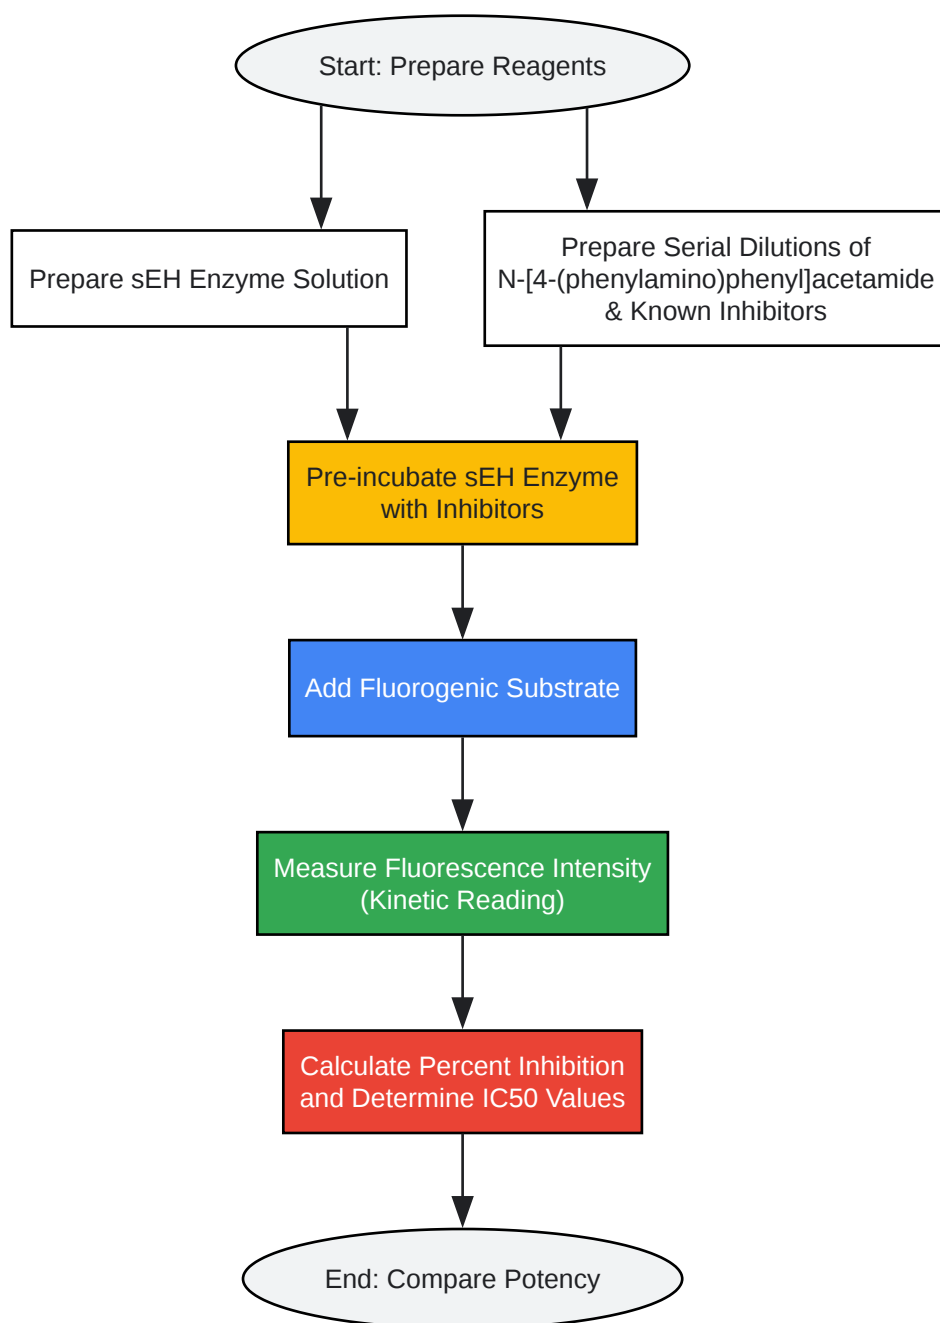 Start: Prepare Reagents
Prepare sEH Enzyme Solution
Prepare Serial Dilutions of
N-[4-(phenylamino)phenyl]acetamide
& Known Inhibitors
Pre-incubate sEH Enzyme
with Inhibitors
Add Fluorogenic Substrate
Measure Fluorescence Intensity
(Kinetic Reading)
Calculate Percent Inhibition
and Determine IC50 Values
End: Compare Potency